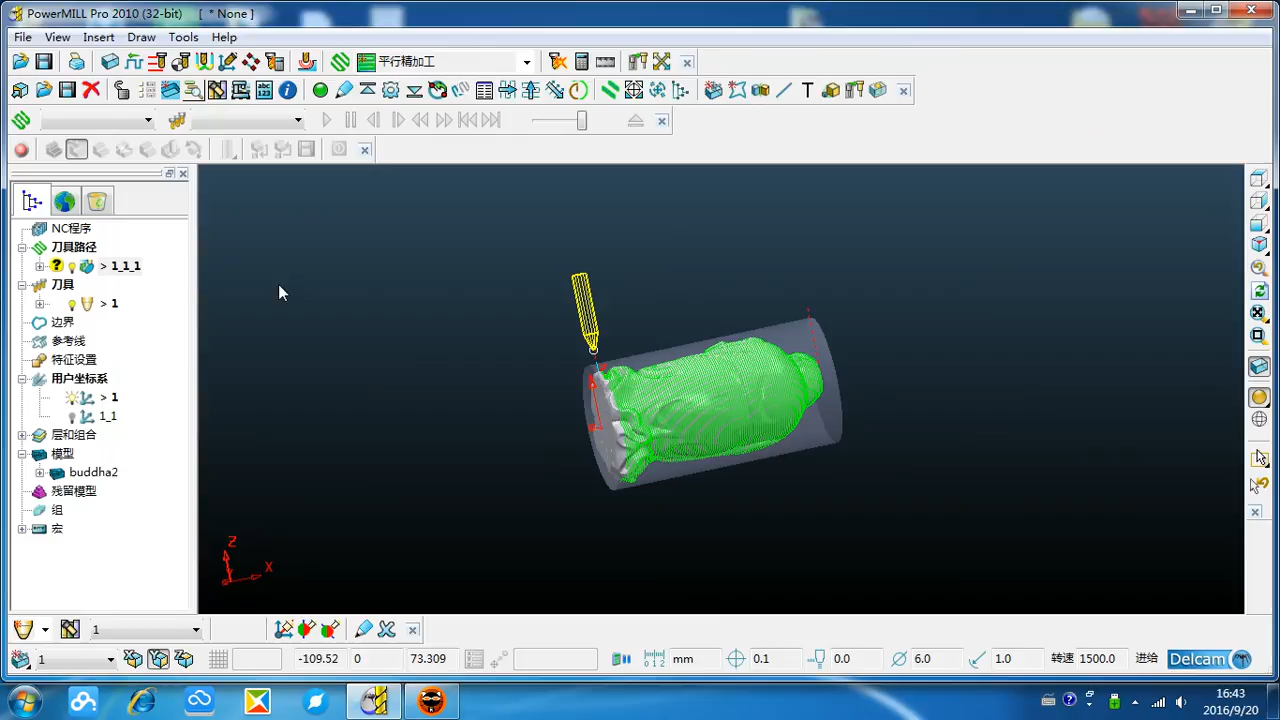 PowerMILL Pro 2010 (32-bit) [ * None ]
File View Insert Draw Tools Help
平行精加工
NC程序
刀具路径
> 1_1_1
刀具
> 1
边界
参考线
特征设置
用户坐标系
> 1
1_1
层和组合
模型
buddha2
残留模型
组
宏
Z
X
1
1 -109.52 0 73.309 mm 0.1 0.0 6.0 1.0 转速 1500.0 进给 Delcam
16:43
2016/9/20